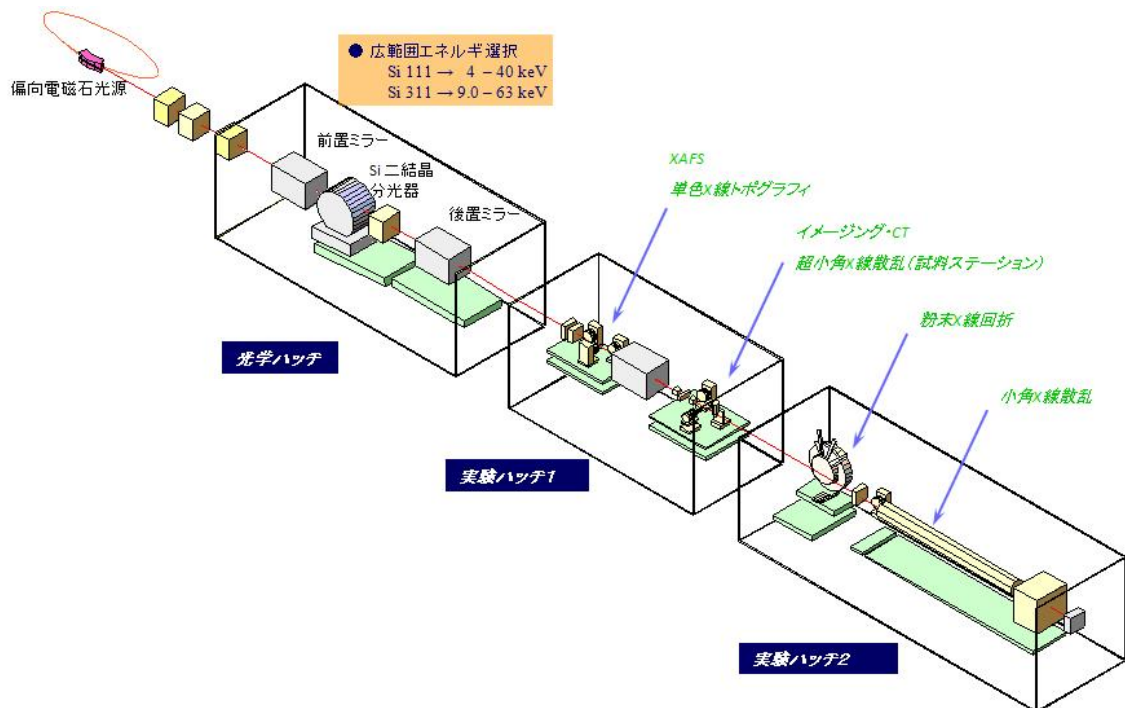 偏向電磁石光源
● 広範囲エネルギ選択
Si 111 → 4 – 40 keV
Si 311 → 9.0 – 63 keV
前置ミラー
Si 二結晶
分光器
後置ミラー
光学ハッチ
XAFS
単色X線トポグラフィ
イメージング・CT
超小角X線散乱(試料ステーション)
実験ハッチ1
粉末X線回折
小角X線散乱
実験ハッチ2